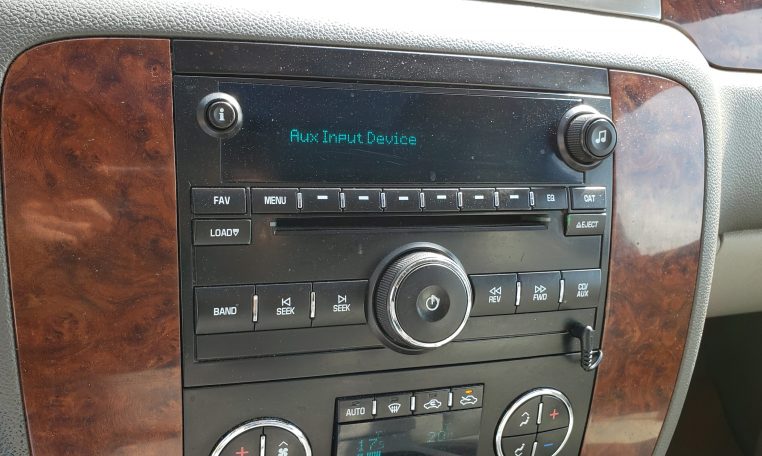 Aux Input Device
i
FAV
MENU
EQ
CAT
LOAD
EJECT
BAND
SEEK
SEEK
REV
FWD
CD/
AUX
AUTO